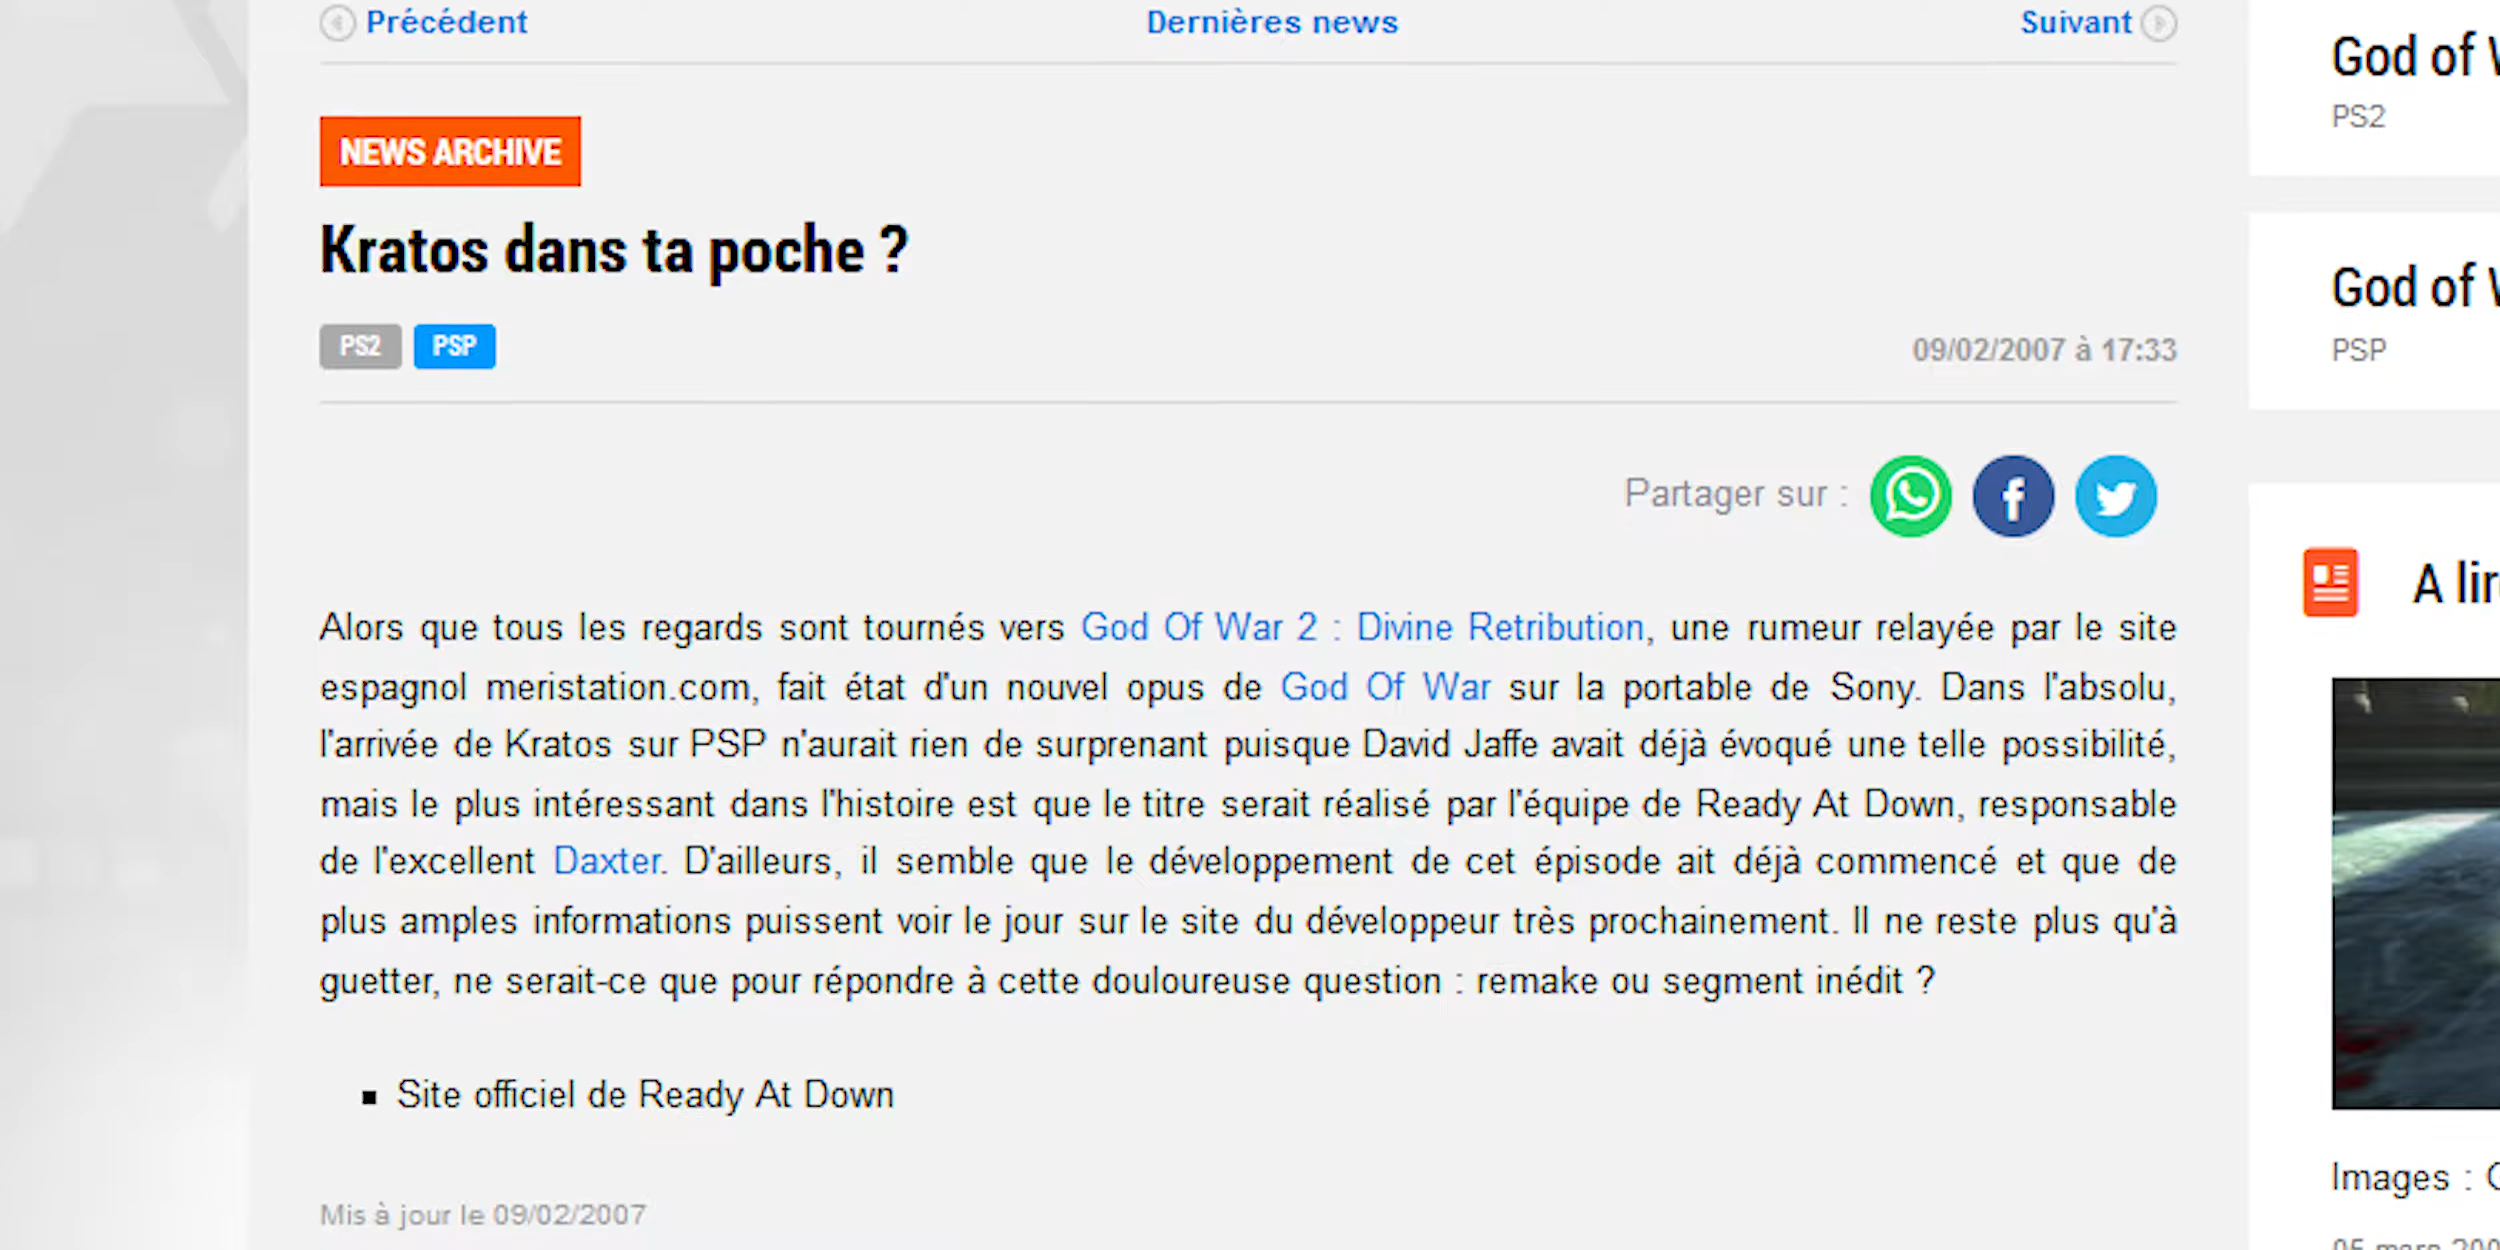 Précédent
Dernières news
Suivant
NEWS ARCHIVE
Kratos dans ta poche ?
PS2 PSP
09/02/2007 à 17:33
Partager sur :
Alors que tous les regards sont tournés vers God Of War 2 : Divine Retribution, une rumeur relayée par le site
espagnol meristation.com, fait état d'un nouvel opus de God Of War sur la portable de Sony. Dans l'absolu,
l'arrivée de Kratos sur PSP n'aurait rien de surprenant puisque David Jaffe avait déjà évoqué une telle possibilité,
mais le plus intéressant dans l'histoire est que le titre serait réalisé par l'équipe de Ready At Down, responsable
de l'excellent Daxter. D'ailleurs, il semble que le développement de cet épisode ait déjà commencé et que de
plus amples informations puissent voir le jour sur le site du développeur très prochainement. Il ne reste plus qu'à
guetter, ne serait-ce que pour répondre à cette douloureuse question : remake ou segment inédit ?
Site officiel de Ready At Down
Mis à jour le 09/02/2007
God of
PS2
God of
PSP
A
Images :